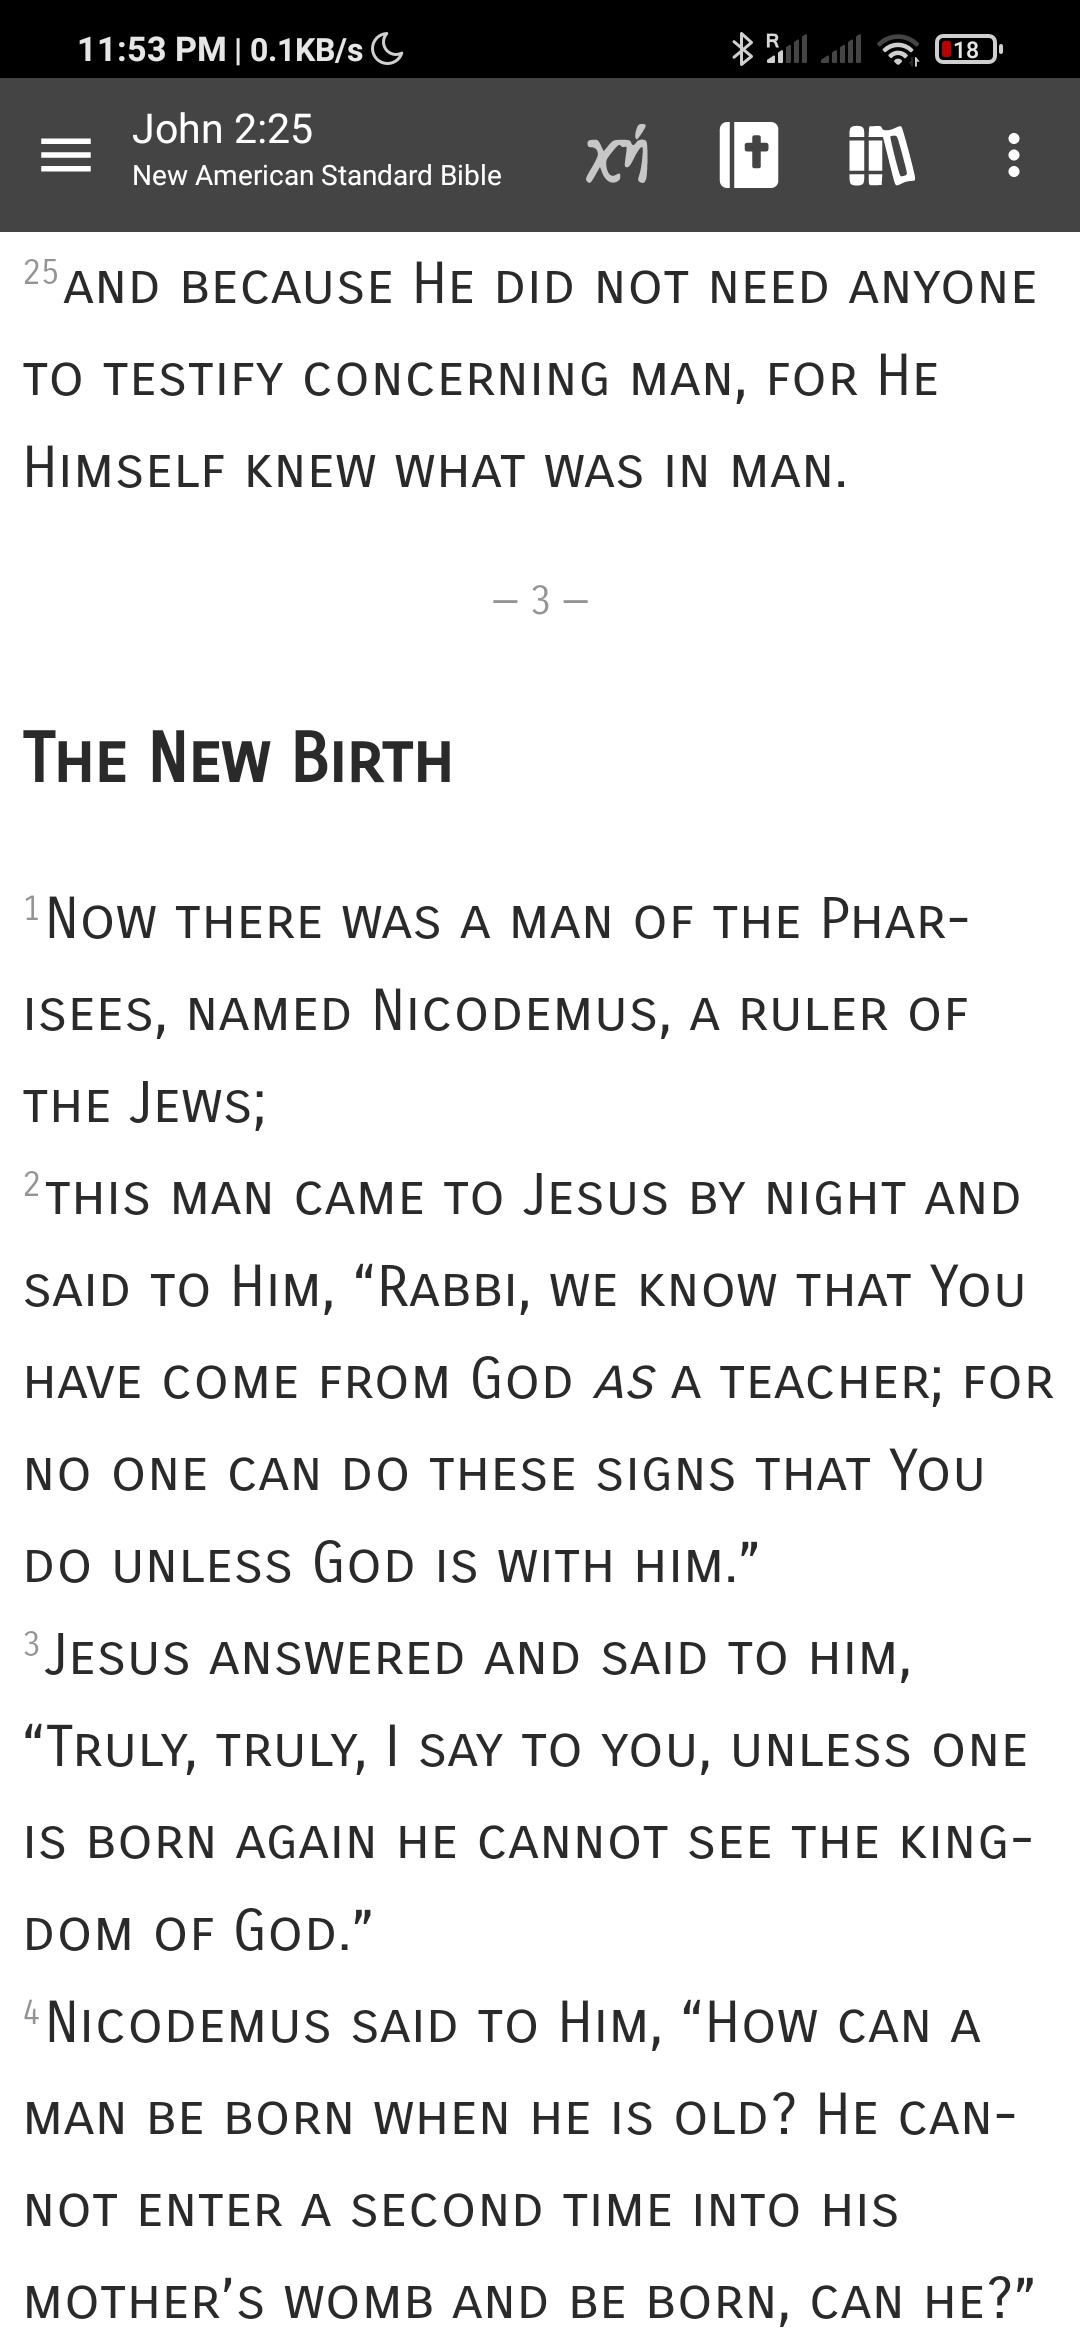 11:53 PM | 0.1KB/s
R
18
John 2:25
New American Standard Bible
χή
25 and because He did not need anyone
to testify concerning man, for He
Himself knew what was in man.
— 3 —
The New Birth
1 Now there was a man of the Phar-
isees, named Nicodemus, a ruler of
the Jews;
2 this man came to Jesus by night and
said to Him, “Rabbi, we know that You
have come from God as a teacher; for
no one can do these signs that You
do unless God is with him.”
3 Jesus answered and said to him,
“Truly, truly, I say to you, unless one
is born again he cannot see the king-
dom of God.”
4 Nicodemus said to Him, “How can a
man be born when he is old? He can-
not enter a second time into his
mother’s womb and be born, can he?”